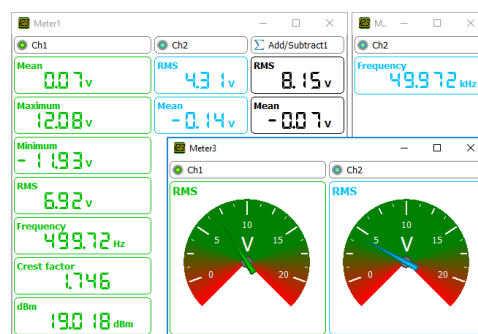 Meter1
Ch1
Ch2
∑ Add/Subtract1
Mean
0.07 v
RMS
4.31 v
RMS
8.15 v
Maximum
12.08 v
Mean
-0.14 v
Mean
-0.07 v
Minimum
-11.93 v
RMS
6.92 v
Frequency
499.72 Hz
Crest factor
1.746
dBm
19.018 dBm
M..
Ch2
Frequency
49.972 kHz
Meter3
Ch1
Ch2
RMS
0
5
10
15
20
V
RMS
0
5
10
15
20
V